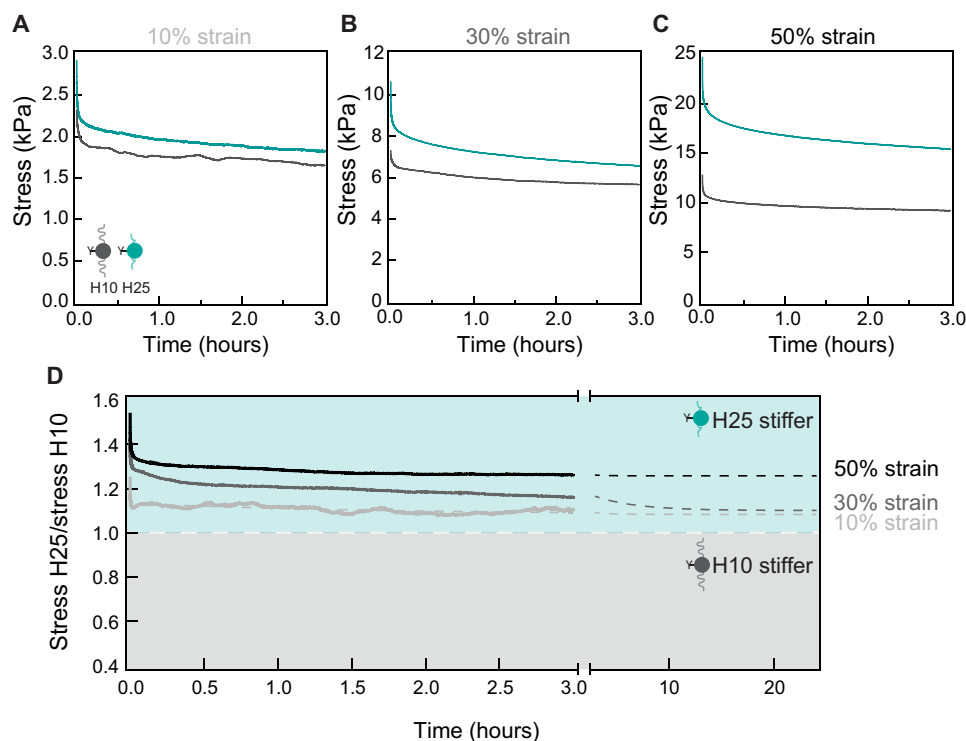 A
10% strain
Stress (kPa)
3.0
2.5
2.0
1.5
1.0
0.5
0.0
Y
Y
H10 H25
0.0 1.0 2.0 3.0
Time (hours)
B
30% strain
Stress (kPa)
12
10
8
6
4
2
0
0.0 1.0 2.0 3.0
Time (hours)
C
50% strain
Stress (kPa)
25
20
15
10
5
0
0.0 1.0 2.0 3.0
Time (hours)
D
Stress H25/stress H10
1.6
1.4
1.2
1.0
0.8
0.6
0.4
Y
H25 stiffer
50% strain
30% strain
10% strain
Y
H10 stiffer
0.0 0.5 1.0 1.5 2.0 2.5 3.0 10 20
Time (hours)